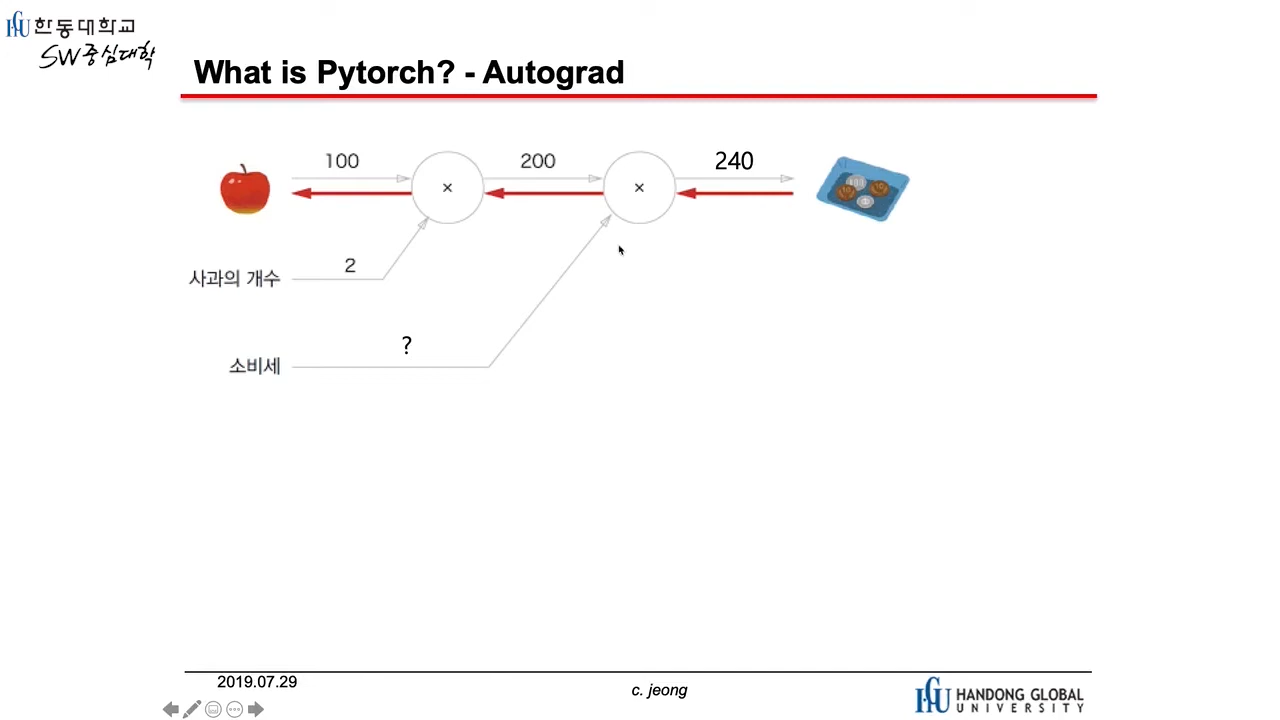 한동대학교
SW중심대학
What is Pytorch? - Autograd
100
200
240
×
×
2
사과의 개수
?
소비세
2019.07.29
c. jeong
HANDONG GLOBAL
UNIVERSITY